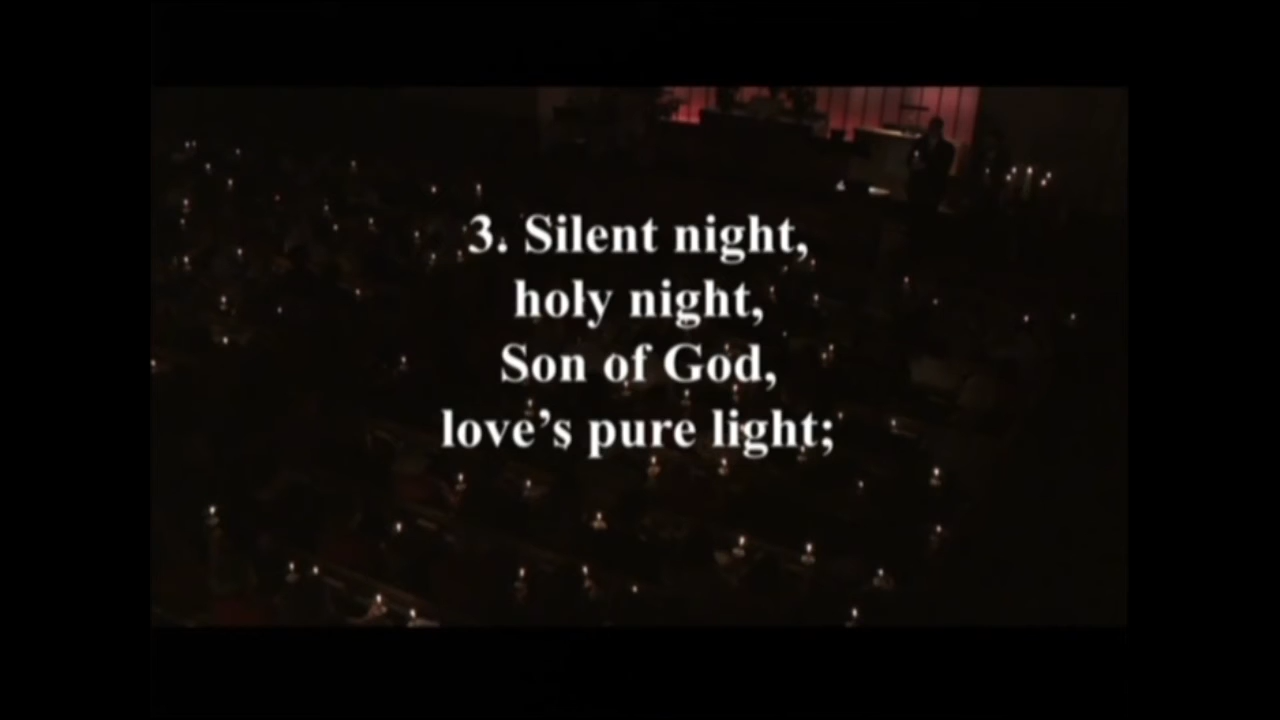 3. Silent night,
holy night,
Son of God,
love’s pure light;